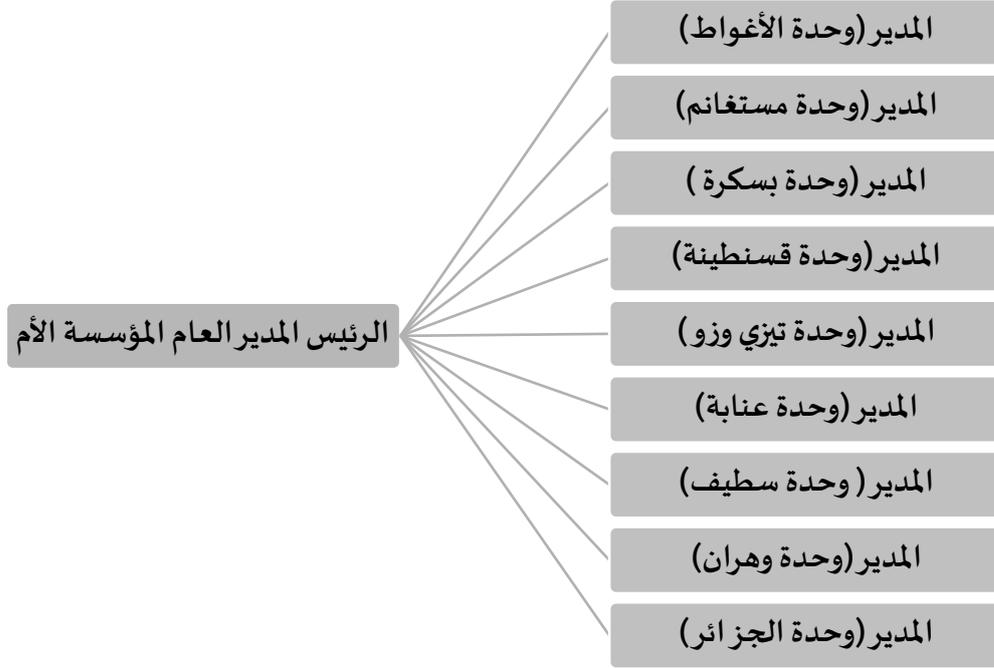 المدير (وحدة الأغواط)
المدير (وحدة مستغانم)
المدير (وحدة بسكرة )
المدير (وحدة قسنطينة)
الرئيس المدير العام المؤسسة الأم
المدير (وحدة تيزي وزو )
المدير (وحدة عنابة)
المدير ( وحدة سطيف)
المدير (وحدة وهران)
المدير (وحدة الجزائر)